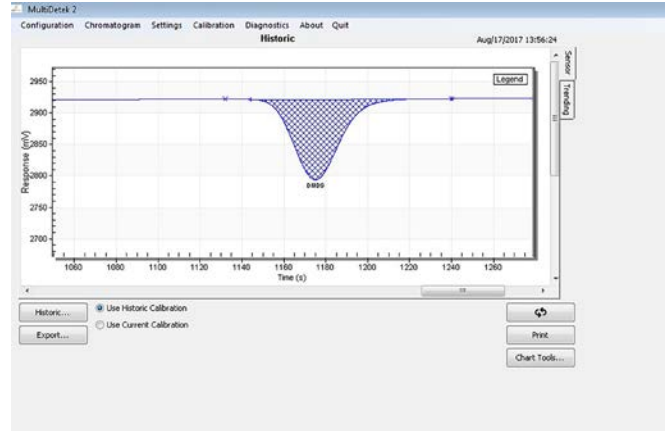 MultiDetek 2
Configuration Chromatogram Settings Calibration Diagnostics About Quit
Historic
Aug/17/2017 13:56:24
Sensor
Trending
Legend
Response (mV)
2950
2900
2850
2800
2750
2700
1060 1080 1100 1120 1140 1160 1180 1200 1220 1240 1260
Time (s)
Historic...
Use Historic Calibration
Export...
Use Current Calibration
Print
Chart Tools...